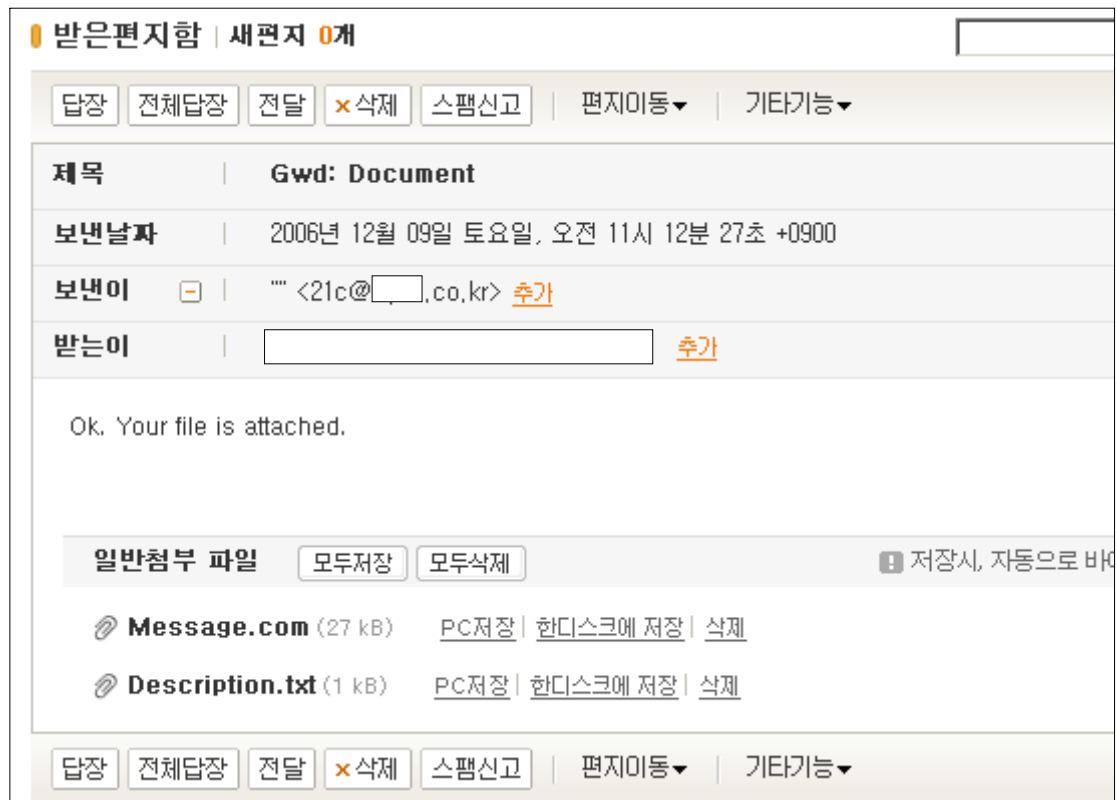 받은편지함 | 새편지 0개
답장 전체답장 전달 ×삭제 스팸신고 | 편지이동▾ | 기타기능▾
제목 | Gwd: Document
보낸날짜 | 2006년 12월 09일 토요일, 오전 11시 12분 27초 +0900
보낸이 | "" <21c@ .co.kr> 추가
받는이 | 추가
Ok. Your file is attached.
일반첨부 파일 모두저장 모두삭제 저장시, 자동으로
Message.com (27 kB) PC저장 | 한디스크에 저장 | 삭제
Description.txt (1 kB) PC저장 | 한디스크에 저장 | 삭제
답장 전체답장 전달 ×삭제 스팸신고 | 편지이동▾ | 기타기능▾